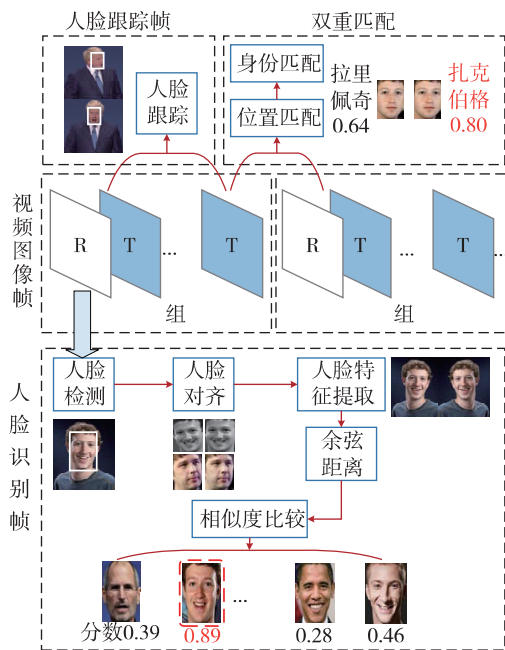 人脸跟踪帧
双重匹配
人脸
跟踪
身份匹配
位置匹配
拉里
佩奇
0.64
扎克
伯格
0.80
视频图像帧
R
T
...
T
组
R
T
...
T
...
组
人脸识别帧
人脸
检测
人脸
对齐
人脸特
征提取
余弦
距离
相似度比较
...
分数0.39
0.89
0.28
0.46